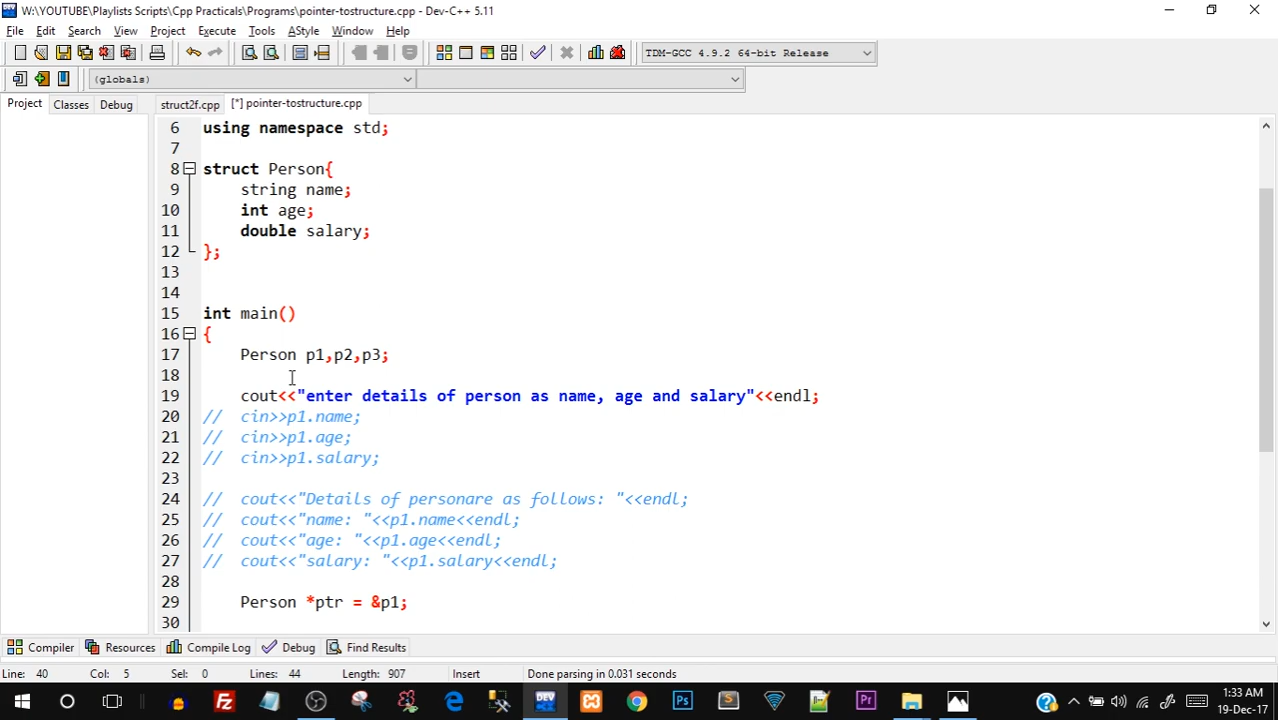 W:\YOUTUBE\Playlists Scripts\Cpp Practicals\Programs\pointer-tostructure.cpp - Dev-C++ 5.11
File Edit Search View Project Execute Tools AStyle Window Help
TDM-GCC 4.9.2 64-bit Release
(globals)
Project Classes Debug struct2f.cpp [*] pointer-tostructure.cpp
6 using namespace std;
7
8 struct Person{
9 string name;
10 int age;
11 double salary;
12 };
13
14
15 int main()
16 {
17 Person p1,p2,p3;
18
19 cout<<"enter details of person as name, age and salary"<<endl;
20 // cin>>p1.name;
21 // cin>>p1.age;
22 // cin>>p1.salary;
23
24 // cout<<"Details of personare as follows: "<<endl;
25 // cout<<"name: "<<p1.name<<endl;
26 // cout<<"age: "<<p1.age<<endl;
27 // cout<<"salary: "<<p1.salary<<endl;
28
29 Person *ptr = &p1;
30
Compiler Resources Compile Log Debug Find Results
Line: 40 Col: 5 Sel: 0 Lines: 44 Length: 907 Insert Done parsing in 0.031 seconds
1:33 AM
19-Dec-17